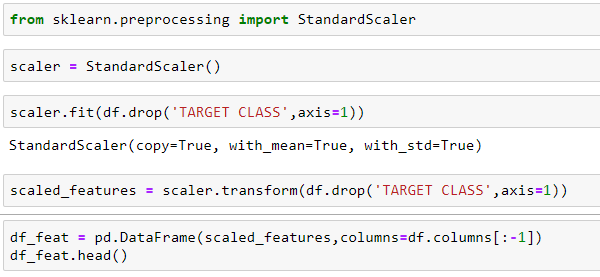 from sklearn.preprocessing import StandardScaler
scaler = StandardScaler()
scaler.fit(df.drop('TARGET CLASS',axis=1))
StandardScaler(copy=True, with_mean=True, with_std=True)
scaled_features = scaler.transform(df.drop('TARGET CLASS',axis=1))
df_feat = pd.DataFrame(scaled_features,columns=df.columns[:-1])
df_feat.head()